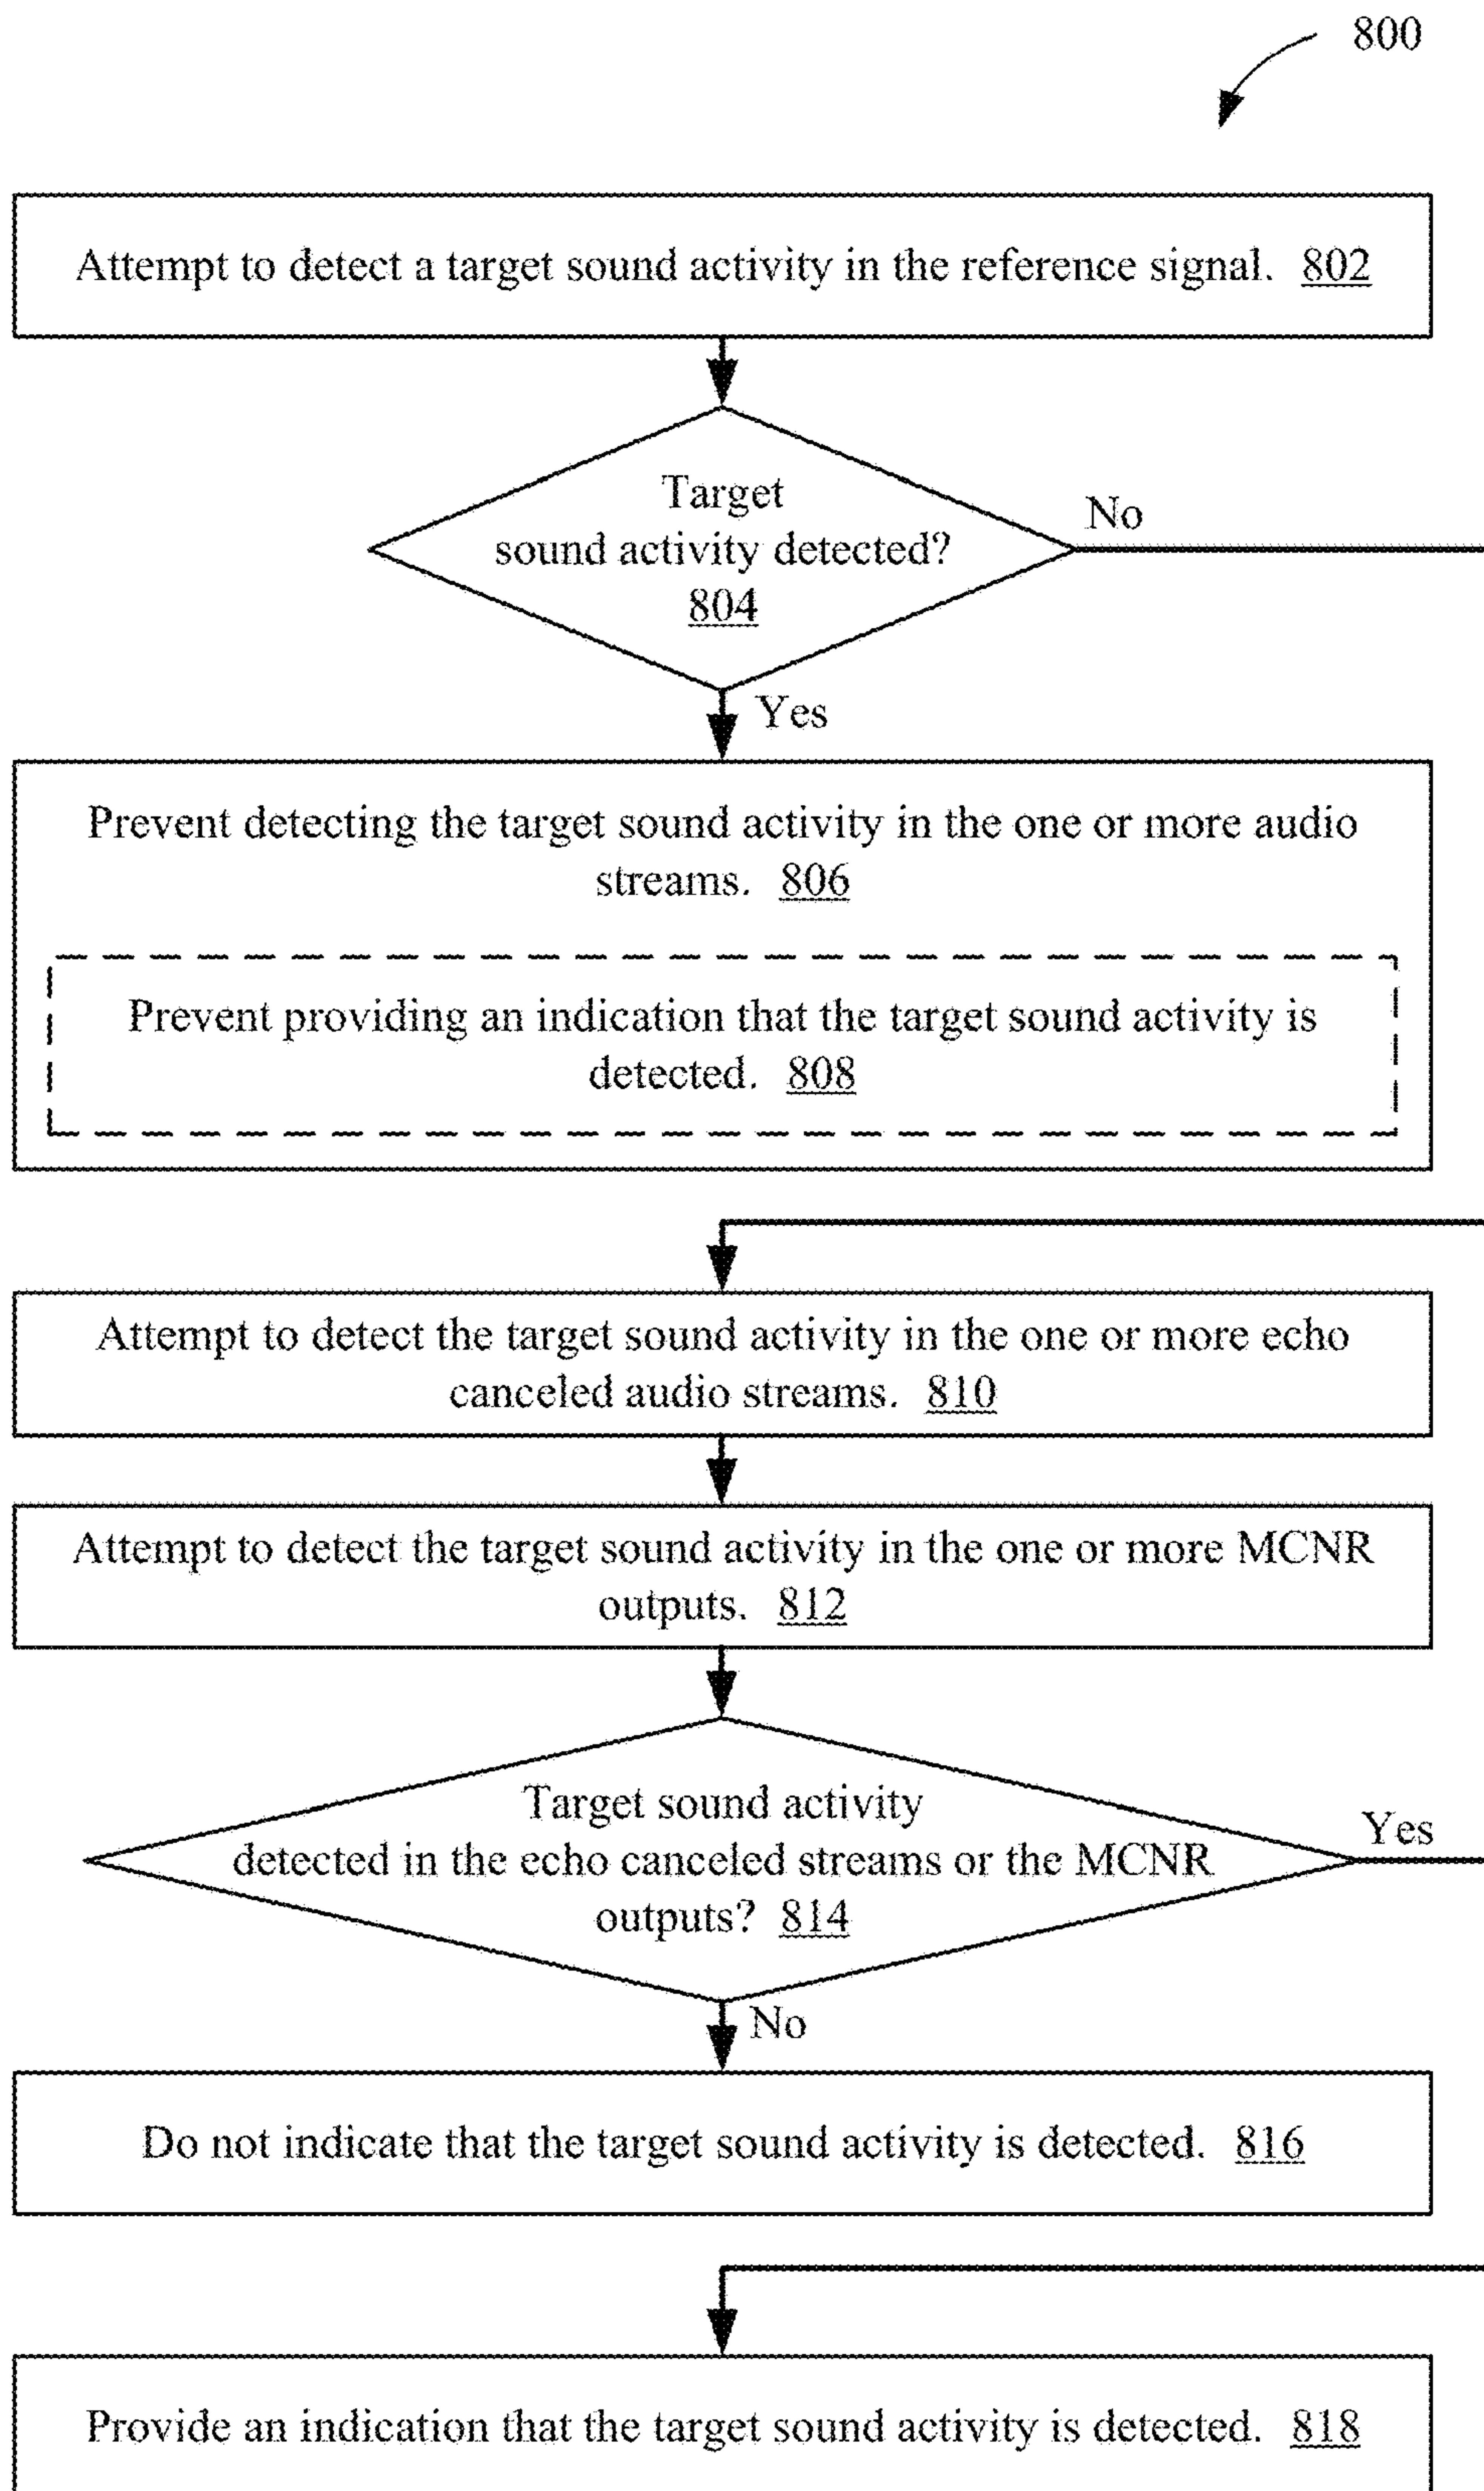 800
Attempt to detect a target sound activity in the reference signal. 802
Target
sound activity detected?
804
No
Yes
Prevent detecting the target sound activity in the one or more audio
streams. 806
Prevent providing an indication that the target sound activity is
detected. 808
Attempt to detect the target sound activity in the one or more echo
canceled audio streams. 810
Attempt to detect the target sound activity in the one or more MCNR
outputs. 812
Target sound activity
detected in the echo canceled streams or the MCNR
outputs? 814
Yes
No
Do not indicate that the target sound activity is detected. 816
Provide an indication that the target sound activity is detected. 818